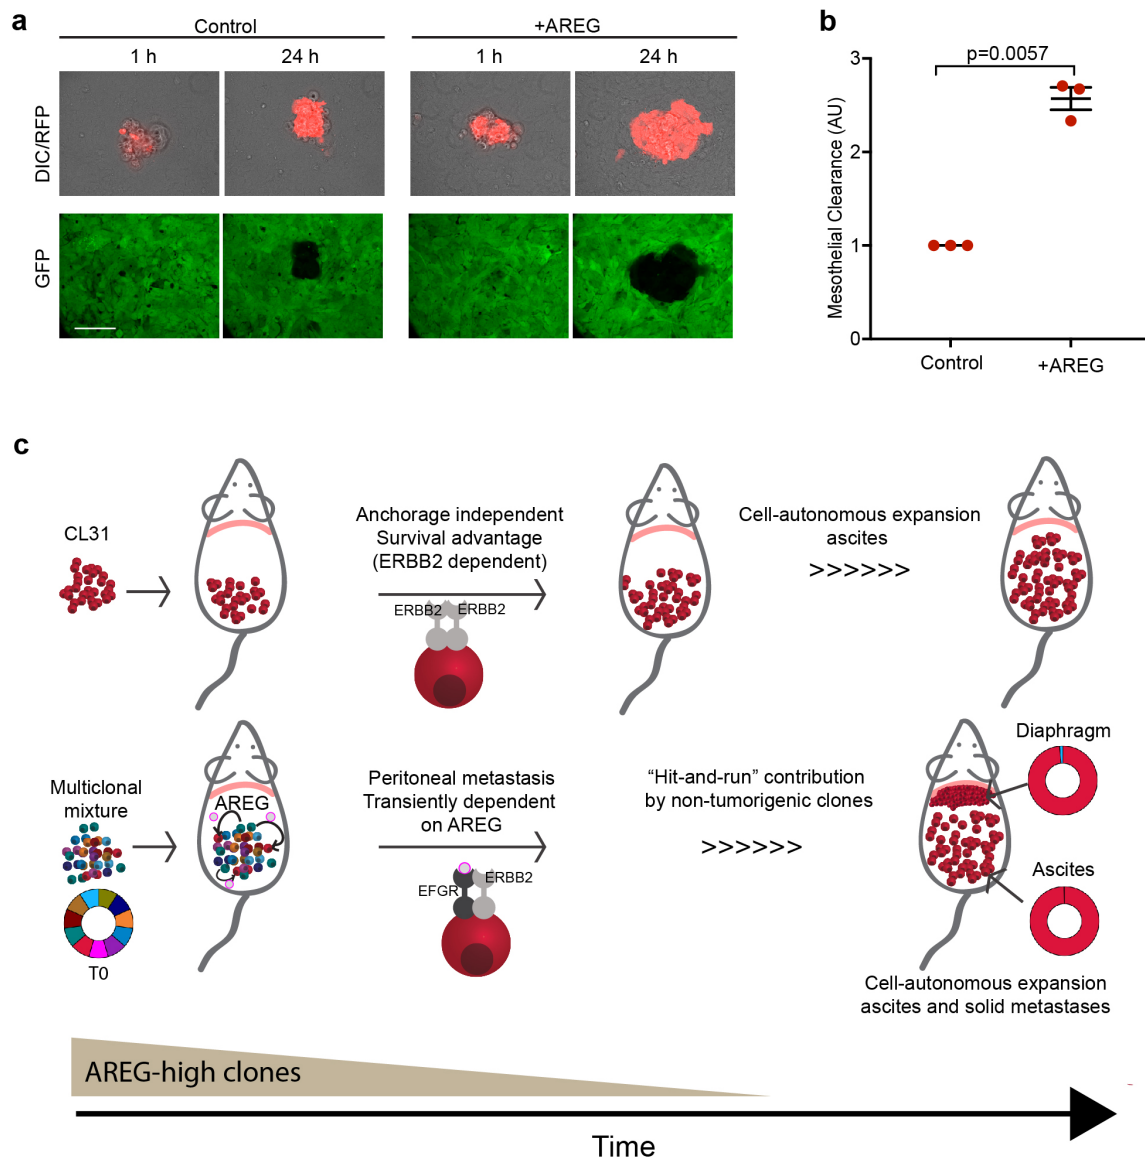 a
Control
+AREG
1 h
24 h
1 h
24 h
DIC/RFP
GFP
b
p=0.0057
Mesothelial Clearance (AU)
3
2
1
0
Control
+AREG
c
CL31
Anchorage independent
Survival advantage
(ERBB2 dependent)
ERBB2
ERBB2
Cell-autonomous expansion
ascites
>>>>>>
Multiclonal
mixture
T0
AREG
Peritoneal metastasis
Transiently dependent
on AREG
EFGR
ERBB2
“Hit-and-run” contribution
by non-tumorigenic clones
>>>>>>
Diaphragm
Ascites
Cell-autonomous expansion
ascites and solid metastases
AREG-high clones
Time